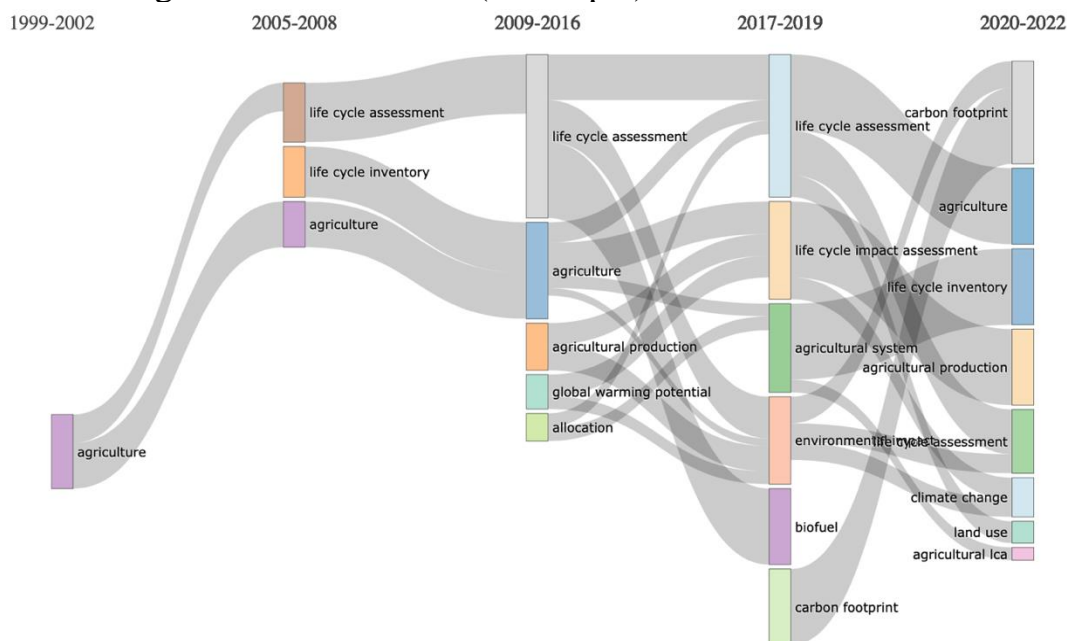 1999-2002
2005-2008
2009-2016
2017-2019
2020-2022
agriculture
life cycle assessment
life cycle inventory
agriculture
life cycle assessment
agriculture
agricultural production
global warming potential
allocation
life cycle assessment
life cycle impact assessment
agricultural system
environmental impact
biofuel
carbon footprint
carbon footprint
agriculture
life cycle inventory
agricultural production
life cycle assessment
climate change
land use
agricultural lca